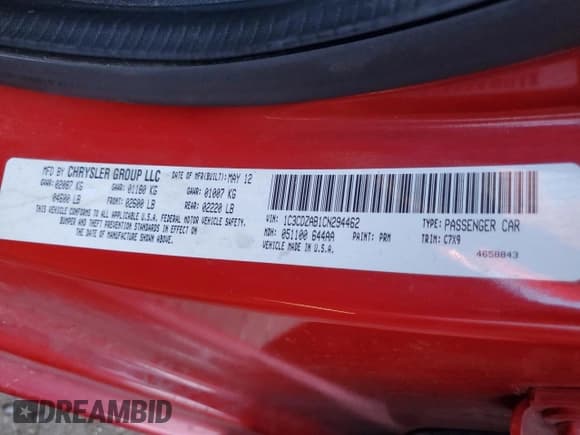 MFD BY CHRYSLER GROUP LLC DATE OF MFR(BUILT):MAY 12
GVWR: 02087 KG GAWR: 01180 KG GAWR: 01007 KG
04600 LB FRONT: 02600 LB REAR: 02220 LB
THIS VEHICLE CONFORMS TO ALL APPLICABLE U.S.A. FEDERAL MOTOR VEHICLE SAFETY,
BUMPER AND THEFT PREVENTION STANDARDS IN EFFECT ON
THE DATE OF MANUFACTURE SHOWN ABOVE.
VIN: 1C3CDZAB1CN294462 TYPE: PASSENGER CAR
MDH: 051100 644AA PAINT: PRM TRIM: C7X9
VEHICLE MADE IN U.S.A.
4658843
DREAMBID